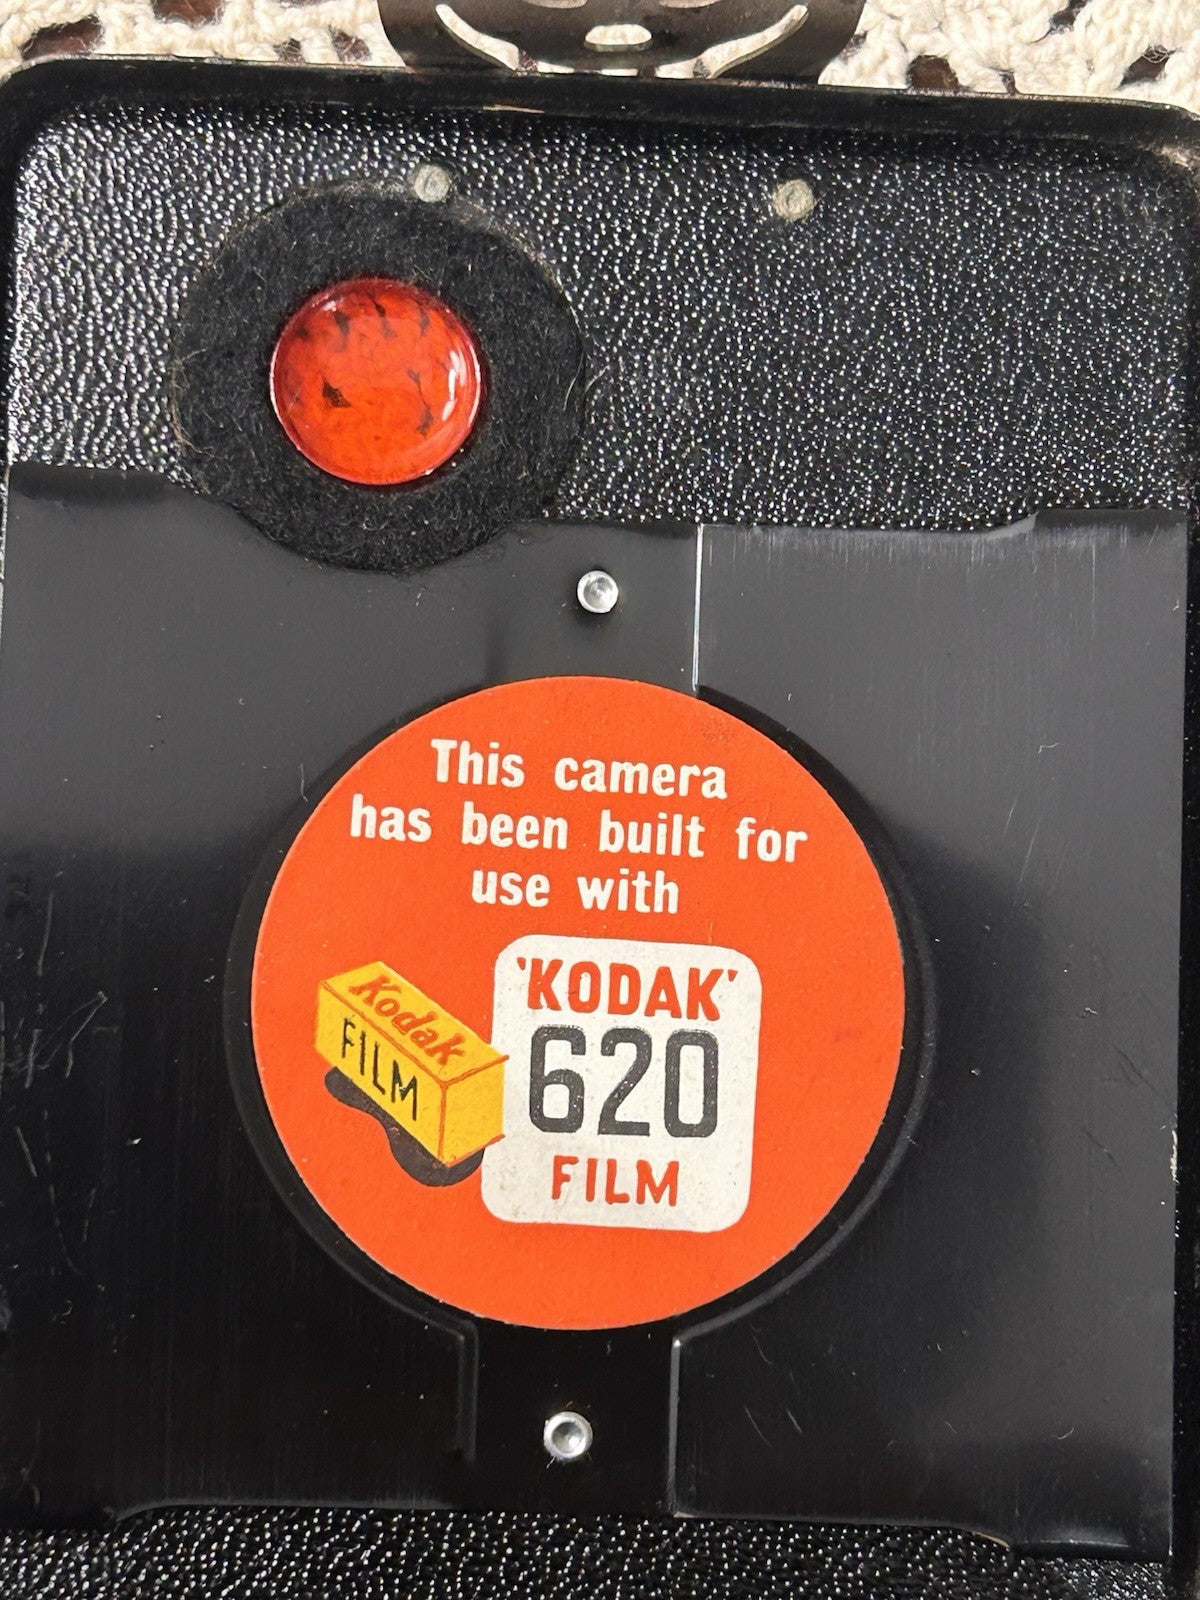 This camera
has been built for
use with
Kodak
FILM
'KODAK'
620
FILM